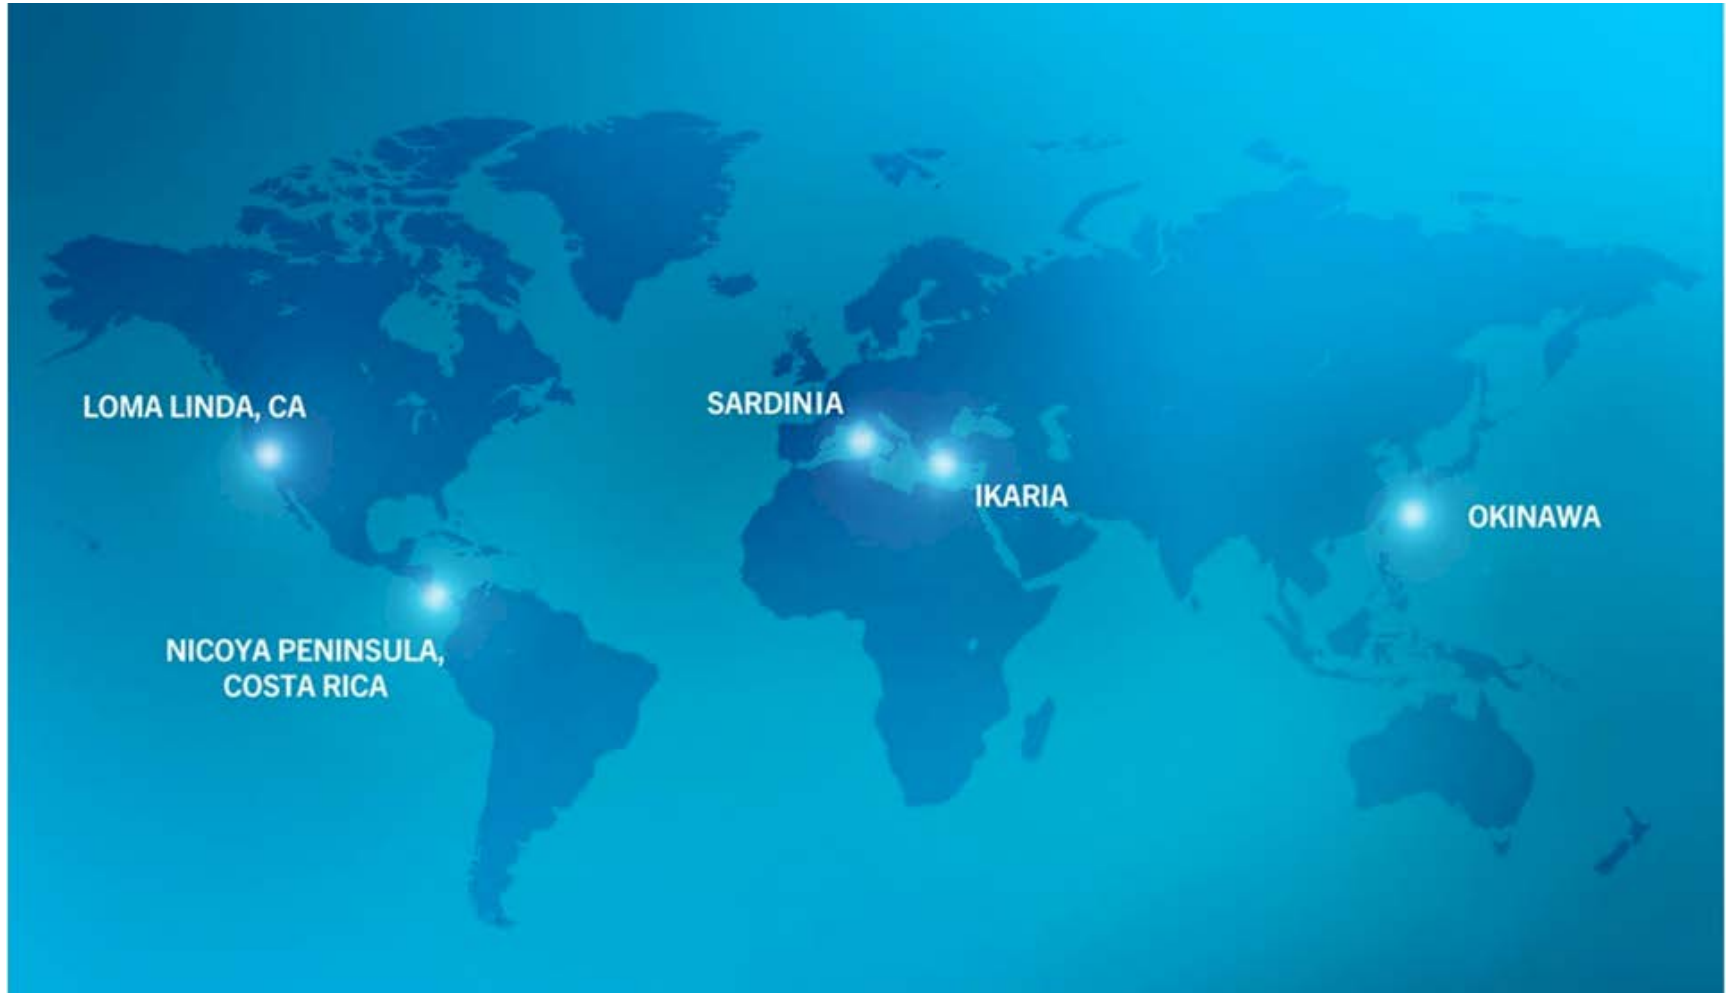 LOMA LINDA, CA
SARDINIA
IKARIA
OKINAWA
NICOYA PENINSULA,
COSTA RICA